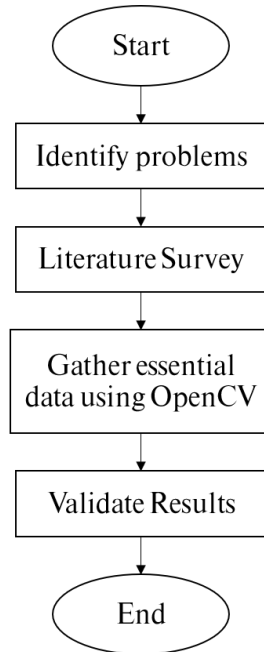 Start
Identify problems
Literature Survey
Gather essential
data using OpenCV
Validate Results
End